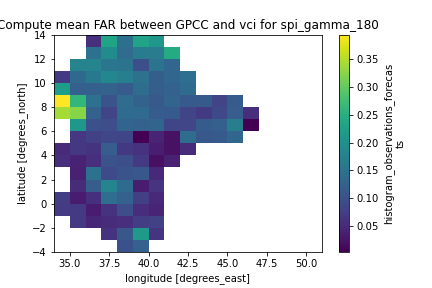 Compute mean FAR between GPCC and vci for spi_gamma_180
14
12
10
8
6
4
2
0
−2
−4
latitude [degrees_north]
35.0 37.5 40.0 42.5 45.0 47.5 50.0
longitude [degrees_east]
0.35
0.30
0.25
0.20
0.15
0.10
0.05
histogram_observations_forecas
ts